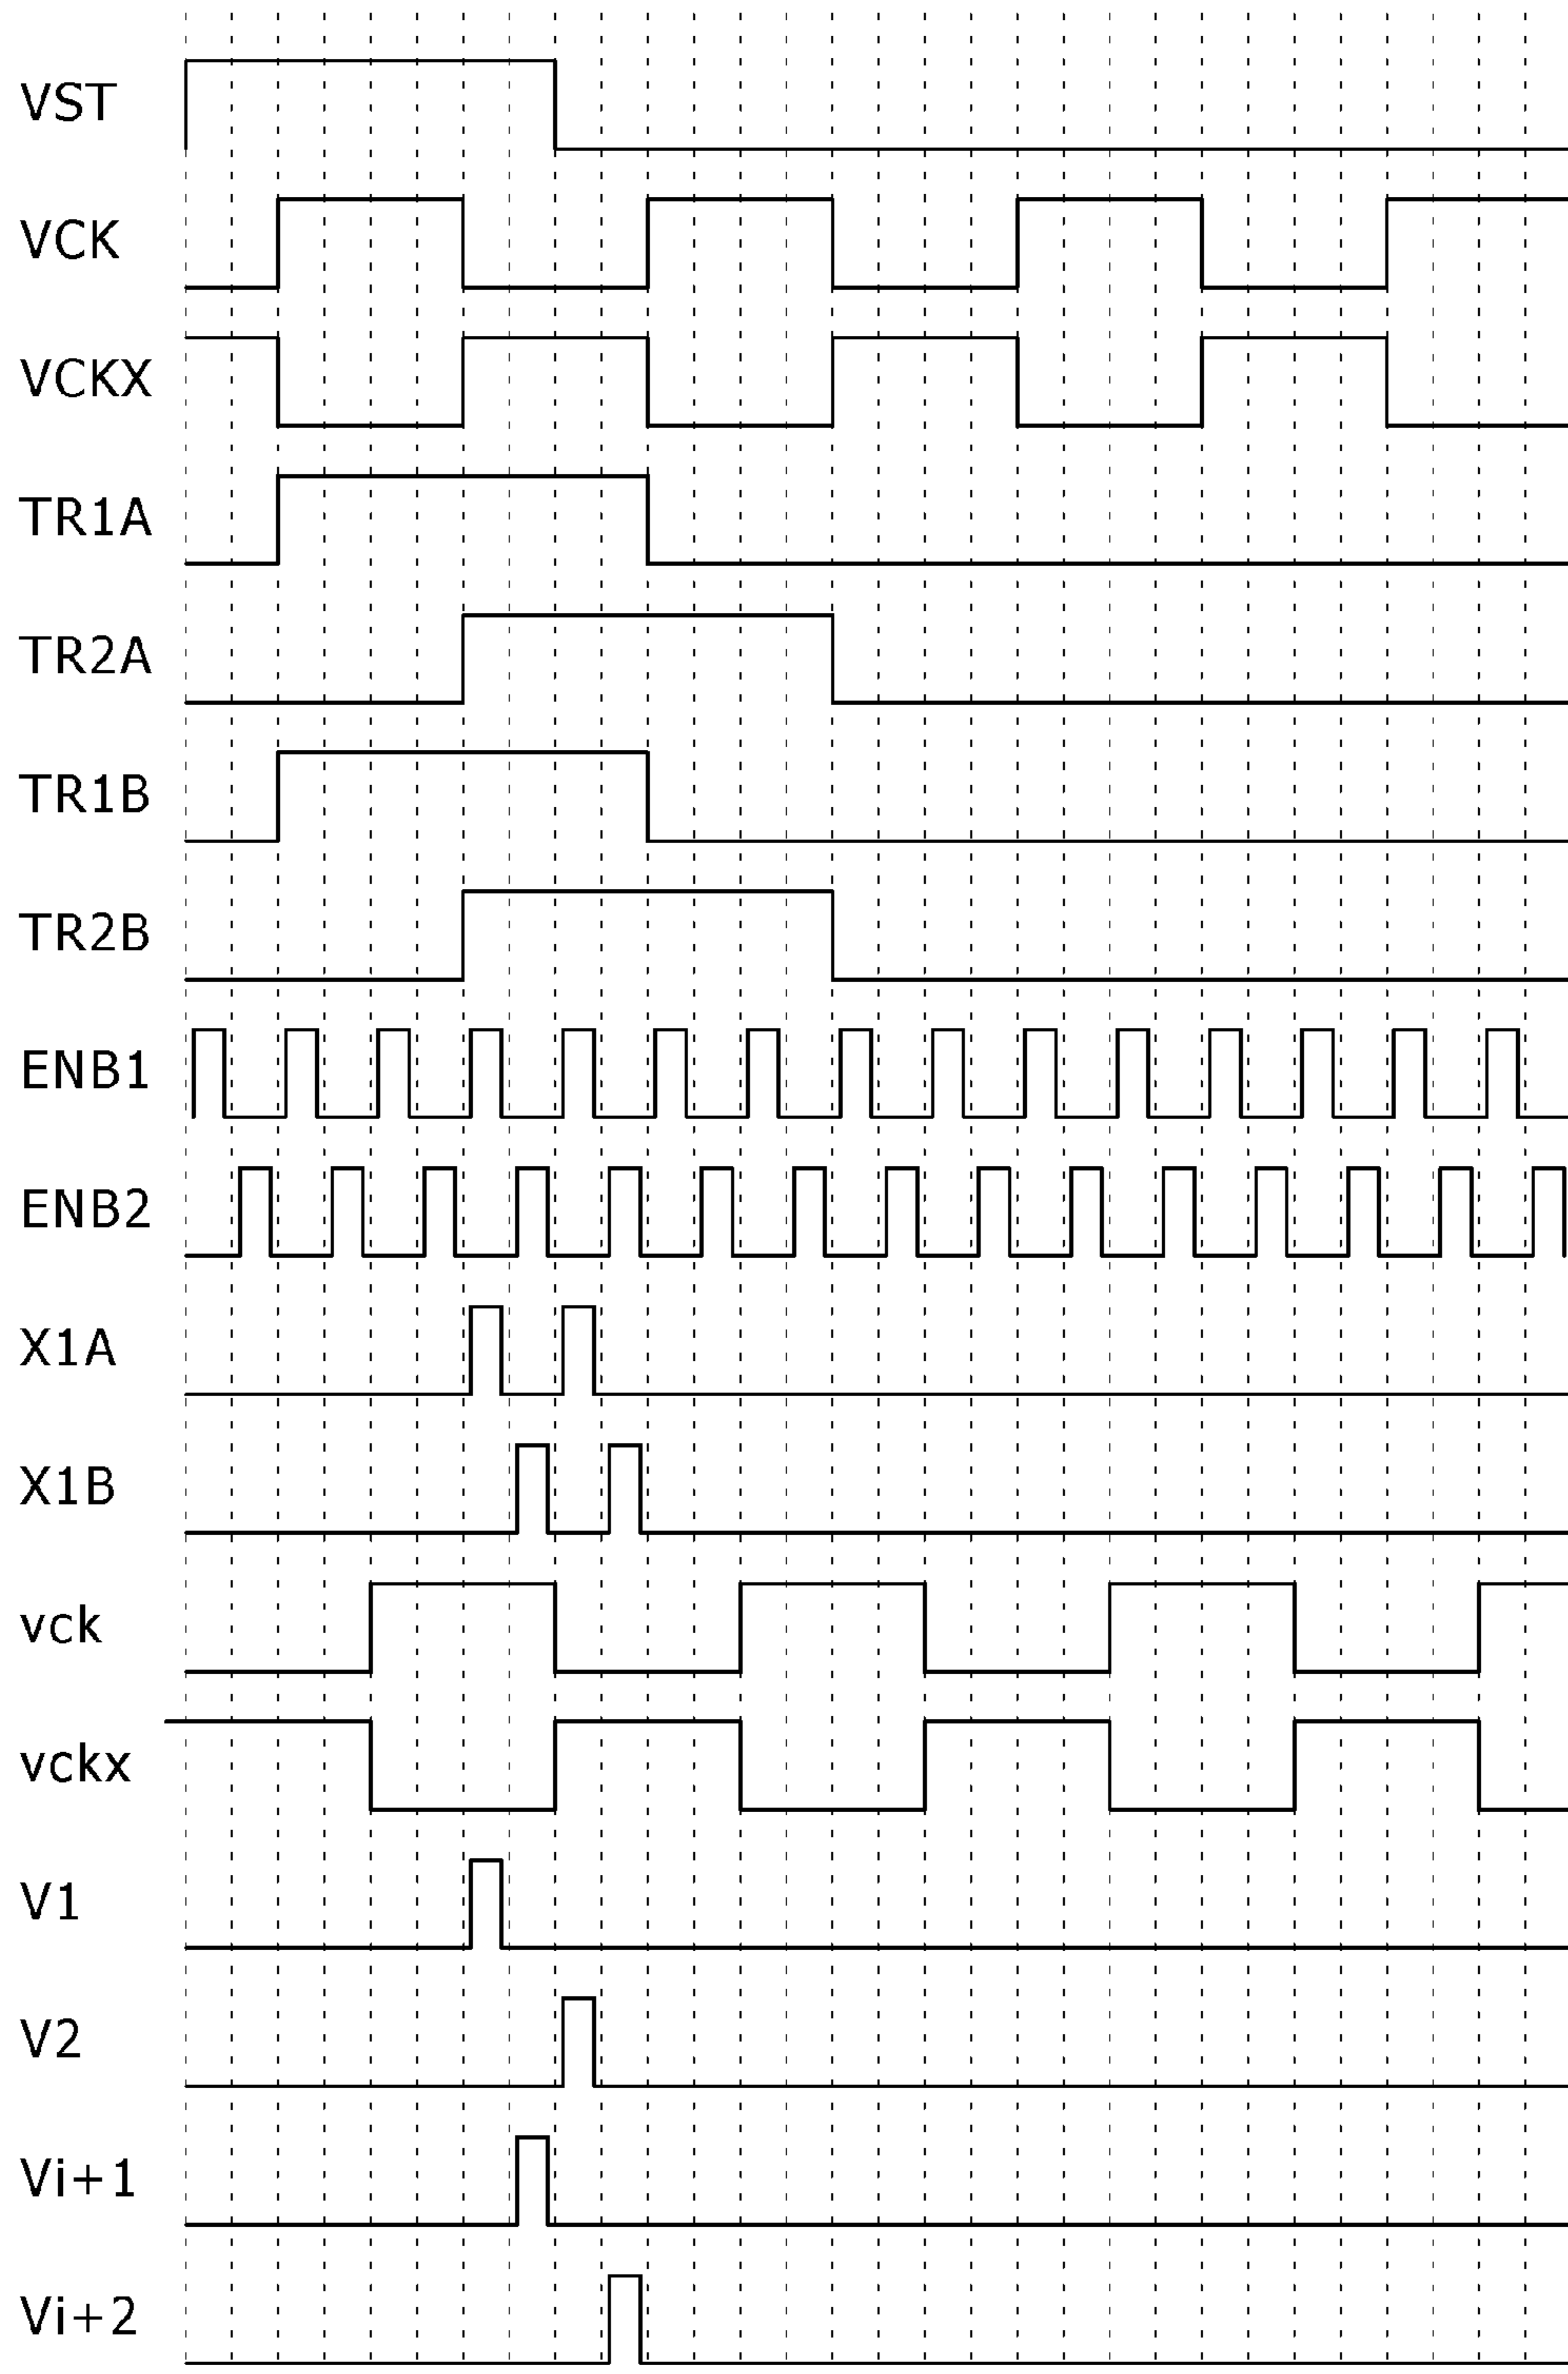 VST
VCK
VCKX
TR1A
TR2A
TR1B
TR2B
ENB1
ENB2
X1A
X1B
vck
vckx
V1
V2
Vi+1
Vi+2